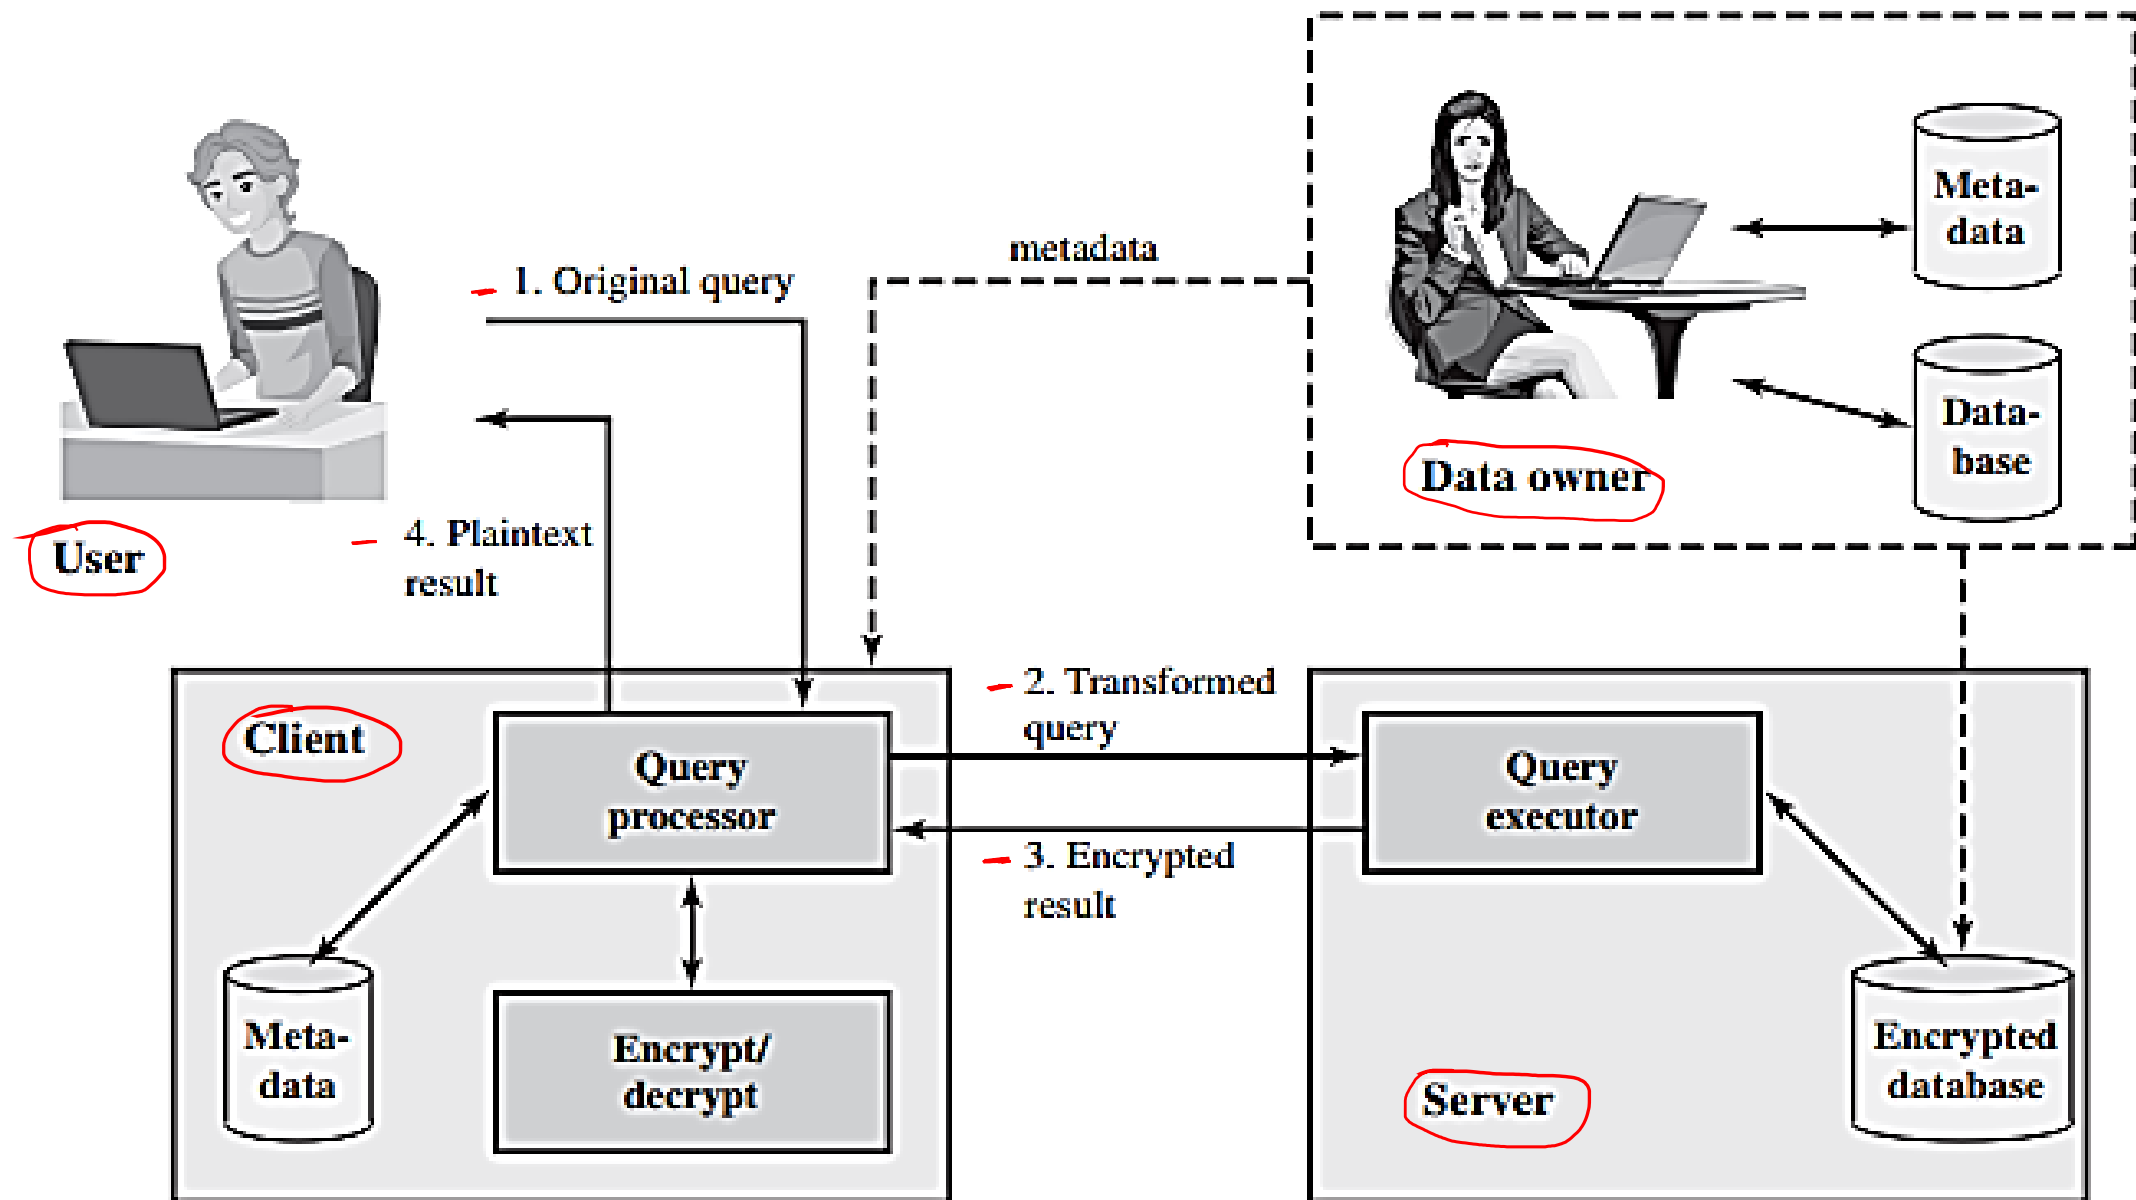 Meta-
data
metadata
1. Original query
Data-
base
Data owner
4. Plaintext
result
User
2. Transformed
query
Client
Query
processor
Query
executor
3. Encrypted
result
Meta-
data
Encrypt/
decrypt
Encrypted
database
Server